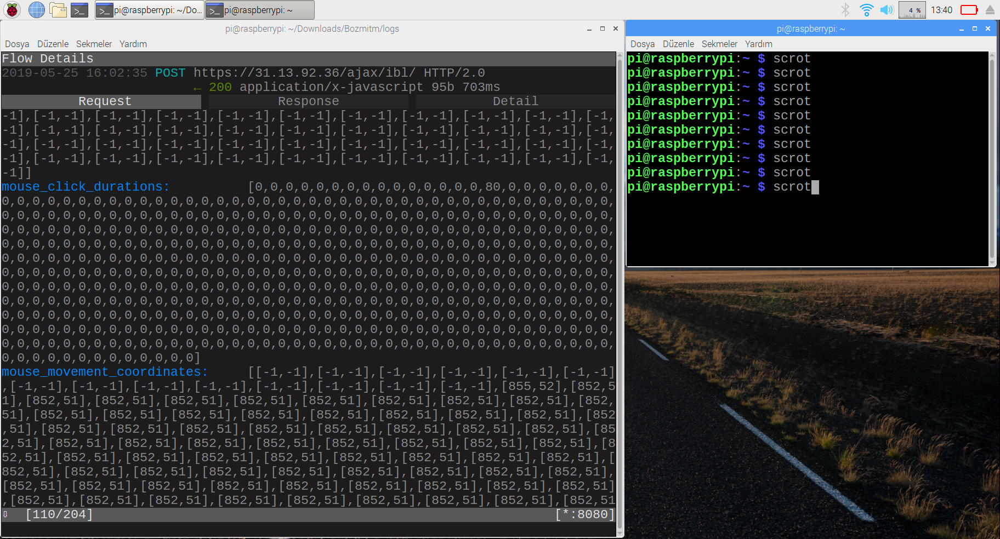 pi@raspberrypi: ~/Do...
pi@raspberrypi: ~
4 %
13:40
pi@raspberrypi: ~/Downloads/Bozmitm/logs
Dosya Düzenle Sekmeler Yardım
Flow Details
2019-05-25 16:02:35 POST https://31.13.92.36/ajax/ibl/ HTTP/2.0
← 200 application/x-javascript 95b 703ms
Request Response Detail
-1],[-1,-1],[-1,-1],[-1,-1],[-1,-1],[-1,-1],[-1,-1],[-1,-1],[-1,-1],[-1,-1],[-1,
-1],[-1,-1],[-1,-1],[-1,-1],[-1,-1],[-1,-1],[-1,-1],[-1,-1],[-1,-1],[-1,-1],[-1,
-1],[-1,-1],[-1,-1],[-1,-1],[-1,-1],[-1,-1],[-1,-1],[-1,-1],[-1,-1],[-1,-1],[-1,
-1],[-1,-1],[-1,-1],[-1,-1],[-1,-1],[-1,-1],[-1,-1],[-1,-1],[-1,-1],[-1,-1],[-1,
-1]]
mouse_click_durations: [0,0,0,0,0,0,0,0,0,0,0,0,0,0,0,80,0,0,0,0,0,0,0,
0,0,0,0,0,0,0,0,0,0,0,0,0,0,0,0,0,0,0,0,0,0,0,0,0,0,0,0,0,0,0,0,0,0,0,0,0,0,0,0,
0,0,0,0,0,0,0,0,0,0,0,0,0,0,0,0,0,0,0,0,0,0,0,0,0,0,0,0,0,0,0,0,0,0,0,0,0,0,0,0,
0,0,0,0,0,0,0,0,0,0,0,0,0,0,0,0,0,0,0,0,0,0,0,0,0,0,0,0,0,0,0,0,0,0,0,0,0,0,0,0,
0,0,0,0,0,0,0,0,0,0,0,0,0,0,0,0,0,0,0,0,0,0,0,0,0,0,0,0,0,0,0,0,0,0,0,0,0,0,0,0,
0,0,0,0,0,0,0,0,0,0,0,0,0,0,0,0,0,0,0,0,0,0,0,0,0,0,0,0,0,0,0,0,0,0,0,0,0,0,0,0,
0,0,0,0,0,0,0,0,0,0,0,0,0,0,0,0,0,0,0,0,0,0,0,0,0,0,0,0,0,0,0,0,0,0,0,0,0,0,0,0,
0,0,0,0,0,0,0,0,0,0,0,0,0,0,0,0,0,0,0,0,0,0,0,0,0,0,0,0,0,0,0,0,0,0,0,0,0,0,0,0,
0,0,0,0,0,0,0,0,0,0,0,0,0,0,0,0,0,0,0,0,0,0,0,0,0,0,0,0,0,0,0,0,0,0,0,0,0,0,0,0,
0,0,0,0,0,0,0,0,0,0,0,0,0,0,0,0,0,0,0,0,0,0,0,0,0,0,0,0,0,0,0,0,0,0,0,0,0,0,0,0,
0,0,0,0,0,0,0,0,0,0,0,0,0,0,0,0,0,0,0,0,0,0,0,0,0,0,0,0,0,0,0,0,0,0,0,0,0,0,0,0,
0,0,0,0,0,0,0,0,0,0,0,0,0,0,0,0,0,0,0,0,0,0,0,0,0,0,0,0,0,0,0,0,0,0,0,0,0,0,0,0,
0,0,0,0,0,0,0,0,0,0,0,0,0]
mouse_movement_coordinates: [[-1,-1],[-1,-1],[-1,-1],[-1,-1],[-1,-1],[-1,-1]
,[-1,-1],[-1,-1],[-1,-1],[-1,-1],[-1,-1],[-1,-1],[-1,-1],[-1,-1],[855,52],[852,5
1],[852,51],[852,51],[852,51],[852,51],[852,51],[852,51],[852,51],[852,51],[852,
51],[852,51],[852,51],[852,51],[852,51],[852,51],[852,51],[852,51],[852,51],[852
,51],[852,51],[852,51],[852,51],[852,51],[852,51],[852,51],[852,51],[852,51],[85
2,51],[852,51],[852,51],[852,51],[852,51],[852,51],[852,51],[852,51],[852,51],[8
52,51],[852,51],[852,51],[852,51],[852,51],[852,51],[852,51],[852,51],[852,51],[
852,51],[852,51],[852,51],[852,51],[852,51],[852,51],[852,51],[852,51],[852,51],
[852,51],[852,51],[852,51],[852,51],[852,51],[852,51],[852,51],[852,51],[852,51]
,[852,51],[852,51],[852,51],[852,51],[852,51],[852,51],[852,51],[852,51],[852,51
⇩ [110/204] [*:8080]
pi@raspberrypi: ~
Dosya Düzenle Sekmeler Yardım
pi@raspberrypi:~ $ scrot
pi@raspberrypi:~ $ scrot
pi@raspberrypi:~ $ scrot
pi@raspberrypi:~ $ scrot
pi@raspberrypi:~ $ scrot
pi@raspberrypi:~ $ scrot
pi@raspberrypi:~ $ scrot
pi@raspberrypi:~ $ scrot
pi@raspberrypi:~ $ scrot
pi@raspberrypi:~ $ scrot